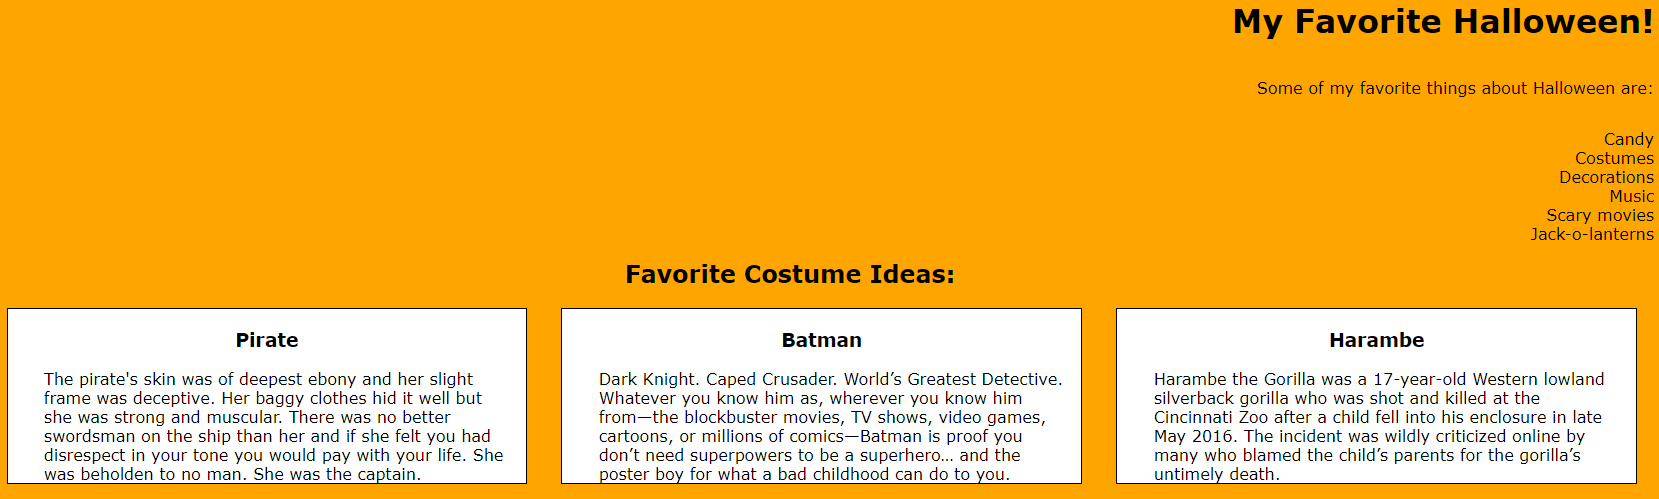 My Favorite Halloween!
Some of my favorite things about Halloween are:
Candy
Costumes
Decorations
Music
Scary movies
Jack-o-lanterns
Favorite Costume Ideas:
Pirate
The pirate's skin was of deepest ebony and her slight
frame was deceptive. Her baggy clothes hid it well but
she was strong and muscular. There was no better
swordsman on the ship than her and if she felt you had
disrespect in your tone you would pay with your life. She
was beholden to no man. She was the captain.
Batman
Dark Knight. Caped Crusader. World’s Greatest Detective.
Whatever you know him as, wherever you know him
from—the blockbuster movies, TV shows, video games,
cartoons, or millions of comics—Batman is proof you
don’t need superpowers to be a superhero… and the
poster boy for what a bad childhood can do to you.
Harambe
Harambe the Gorilla was a 17-year-old Western lowland
silverback gorilla who was shot and killed at the
Cincinnati Zoo after a child fell into his enclosure in late
May 2016. The incident was wildly criticized online by
many who blamed the child’s parents for the gorilla’s
untimely death.